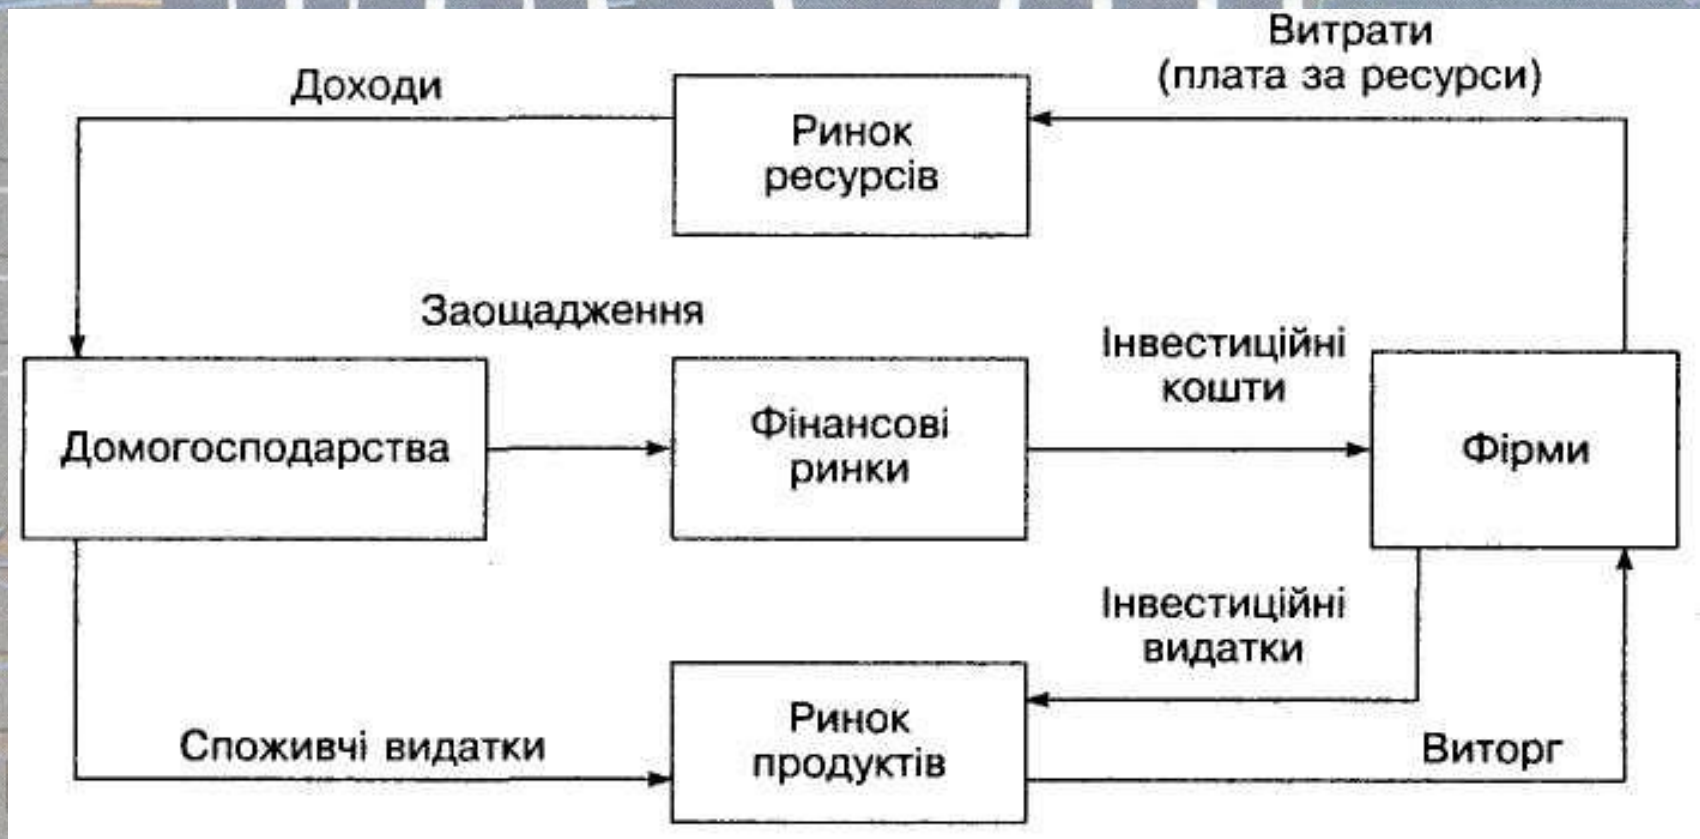 Витрати
(плата за ресурси)
Доходи
Ринок
ресурсів
Заощадження
Інвестиційні
кошти
Домогосподарства
Фінансові
ринки
Фірми
Інвестиційні
видатки
Ринок
продуктів
Споживчі видатки
Виторг